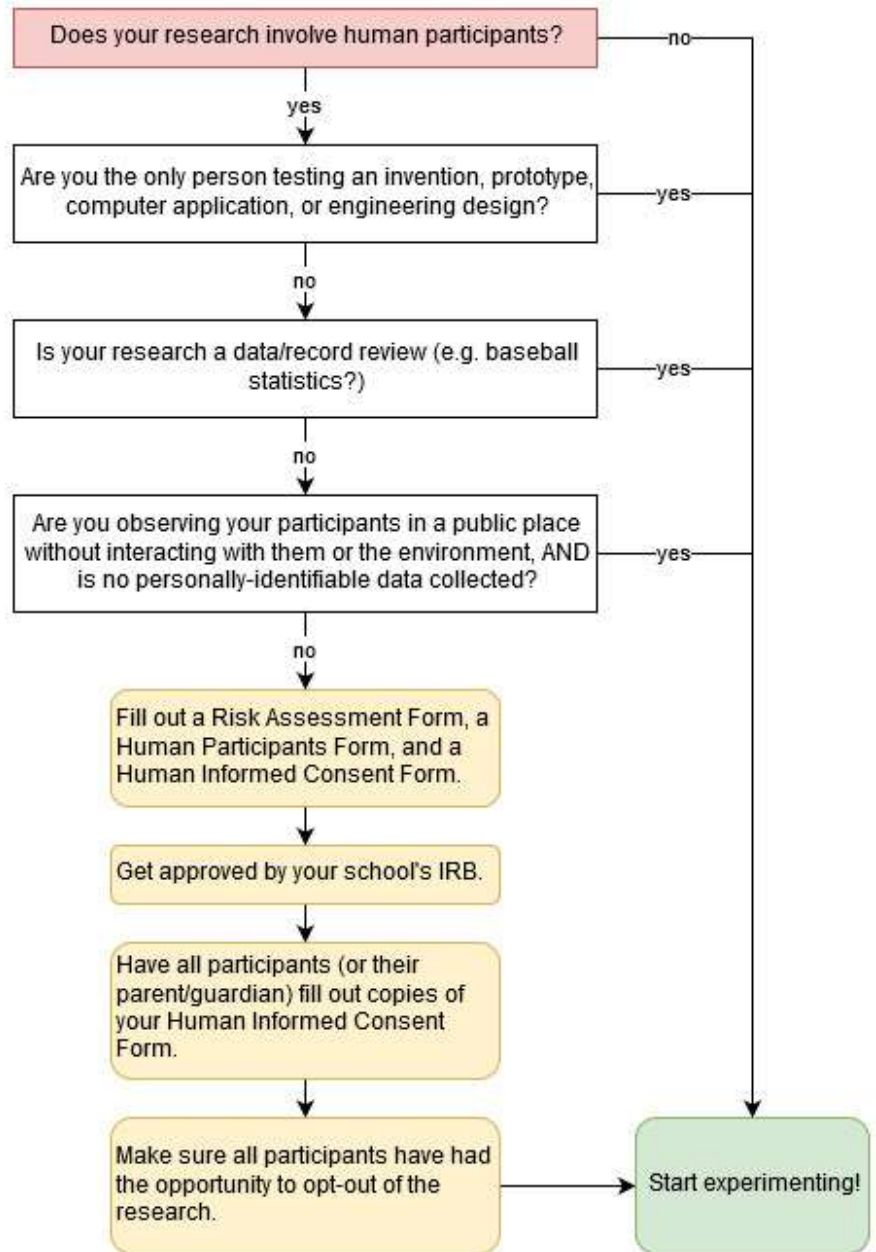 Does your research involve human participants?
no
yes
Are you the only person testing an invention, prototype,
computer application, or engineering design?
yes
no
Is your research a data/record review (e.g. baseball
statistics?)
yes
no
Are you observing your participants in a public place
without interacting with them or the environment, AND
is no personally-identifiable data collected?
yes
no
Fill out a Risk Assessment Form, a
Human Participants Form, and a
Human Informed Consent Form.
Get approved by your school's IRB.
Have all participants (or their
parent/guardian) fill out copies of
your Human Informed Consent
Form.
Make sure all participants have had
the opportunity to opt-out of the
research.
Start experimenting!